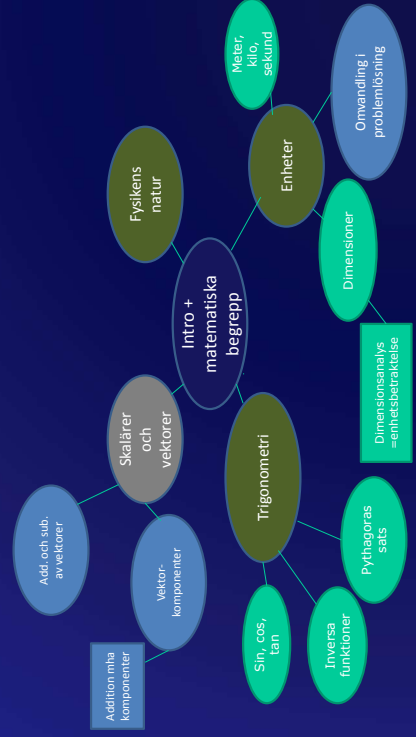 Intro +
matematiska
begrepp
Fysikens
natur
Enheter
Meter,
kilo,
sekund
Omvandling i
problemlösning
Dimensioner
Dimensionsanalys
=enhetsbetraktelse
Skalärer
och
vektorer
Add. och sub.
av vektorer
Vektor-
komponenter
Addition mha
komponenter
Trigonometri
Sin, cos,
tan
Inversa
funktioner
Pythagoras
sats